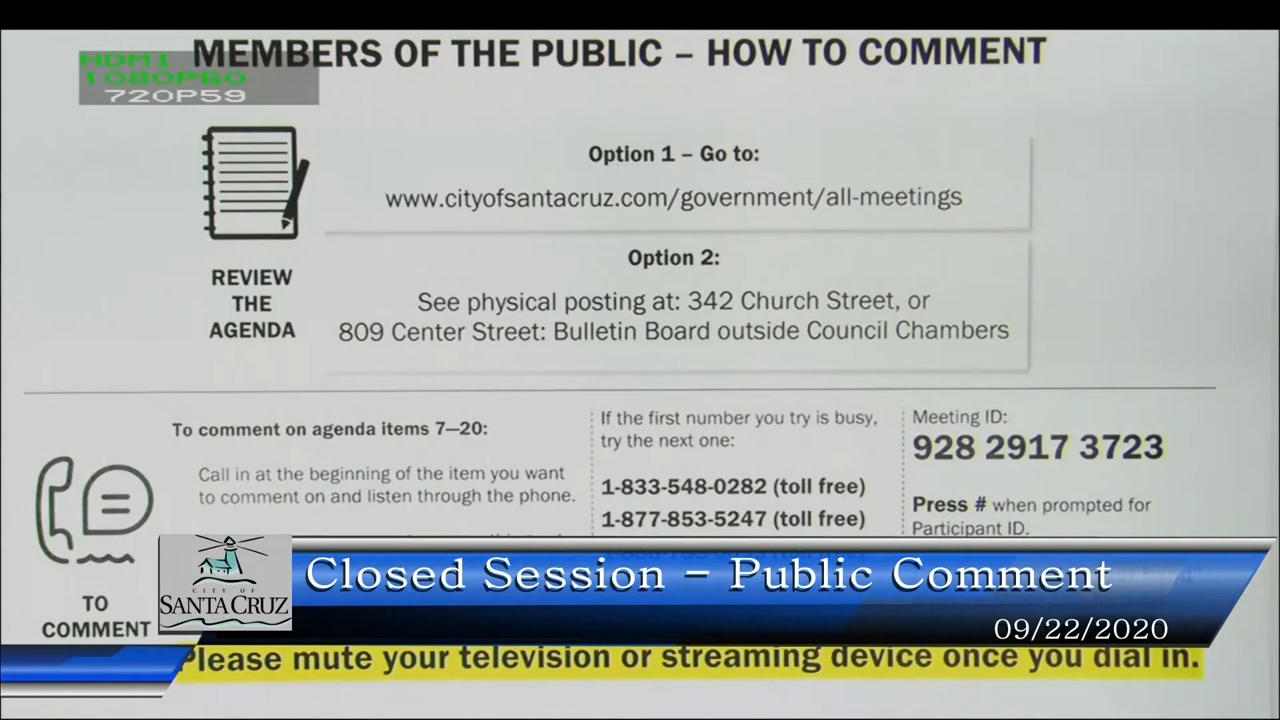 MEMBERS OF THE PUBLIC – HOW TO COMMENT
HDMI
1080P60
720P59
Option 1 – Go to:
www.cityofsantacruz.com/government/all-meetings
REVIEW
THE
AGENDA
Option 2:
See physical posting at: 342 Church Street, or
809 Center Street: Bulletin Board outside Council Chambers
To comment on agenda items 7—20:
Call in at the beginning of the item you want
to comment on and listen through the phone.
If the first number you try is busy,
try the next one:
1-833-548-0282 (toll free)
1-877-853-5247 (toll free)
Meeting ID:
928 2917 3723
Press # when prompted for
Participant ID.
TO
COMMENT
CITY OF
SANTA CRUZ
Closed Session – Public Comment
09/22/2020
Please mute your television or streaming device once you dial in.